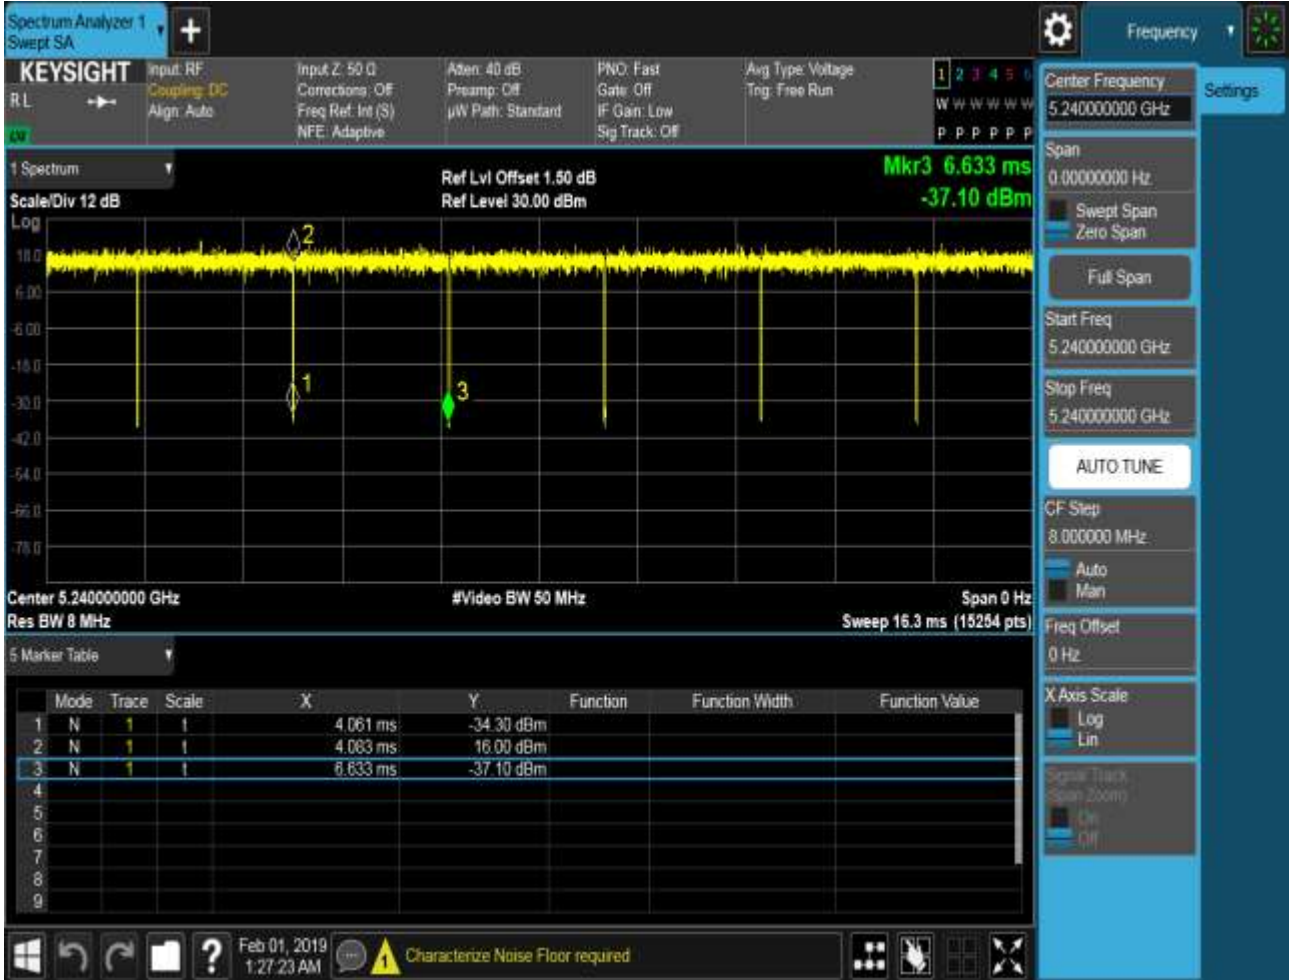 Spectrum Analyzer 1
Swept SA
+
Frequency
KEYSIGHT
RL
Input: RF
Coupling: DC
Align: Auto
Input Z: 50 Ω
Corrections: Off
Freq Ref: Int (S)
NFE: Adaptive
Atten: 40 dB
Preamp: Off
µW Path: Standard
PNO: Fast
Gate: Off
IF Gain: Low
Sig Track: Off
Avg Type: Voltage
Trig: Free Run
1 2 3 4 5 6
W W W W W W
P P P P P P
1 Spectrum
Scale/Div 12 dB
Ref Lvl Offset 1.50 dB
Ref Level 30.00 dBm
Mkr3 6.633 ms
-37.10 dBm
Log
18.0
6.00
-6.00
-18.0
-30.0
-42.0
-54.0
-66.0
-78.0
2
1
3
Center 5.240000000 GHz
Res BW 8 MHz
#Video BW 50 MHz
Span 0 Hz
Sweep 16.3 ms (15254 pts)
5 Marker Table
Mode Trace Scale X Y Function Function Width Function Value
1 N 1 t 4.061 ms -34.30 dBm
2 N 1 t 4.083 ms 16.00 dBm
3 N 1 t 6.633 ms -37.10 dBm
4
5
6
7
8
9
Settings
Center Frequency
5.240000000 GHz
Span
0.00000000 Hz
Swept Span
Zero Span
Full Span
Start Freq
5.240000000 GHz
Stop Freq
5.240000000 GHz
AUTO TUNE
CF Step
8.000000 MHz
Auto
Man
Freq Offset
0 Hz
X Axis Scale
Log
Lin
Signal Track
(Span Zoom)
On
Off
?
Feb 01, 2019
1:27:23 AM
1
Characterize Noise Floor required